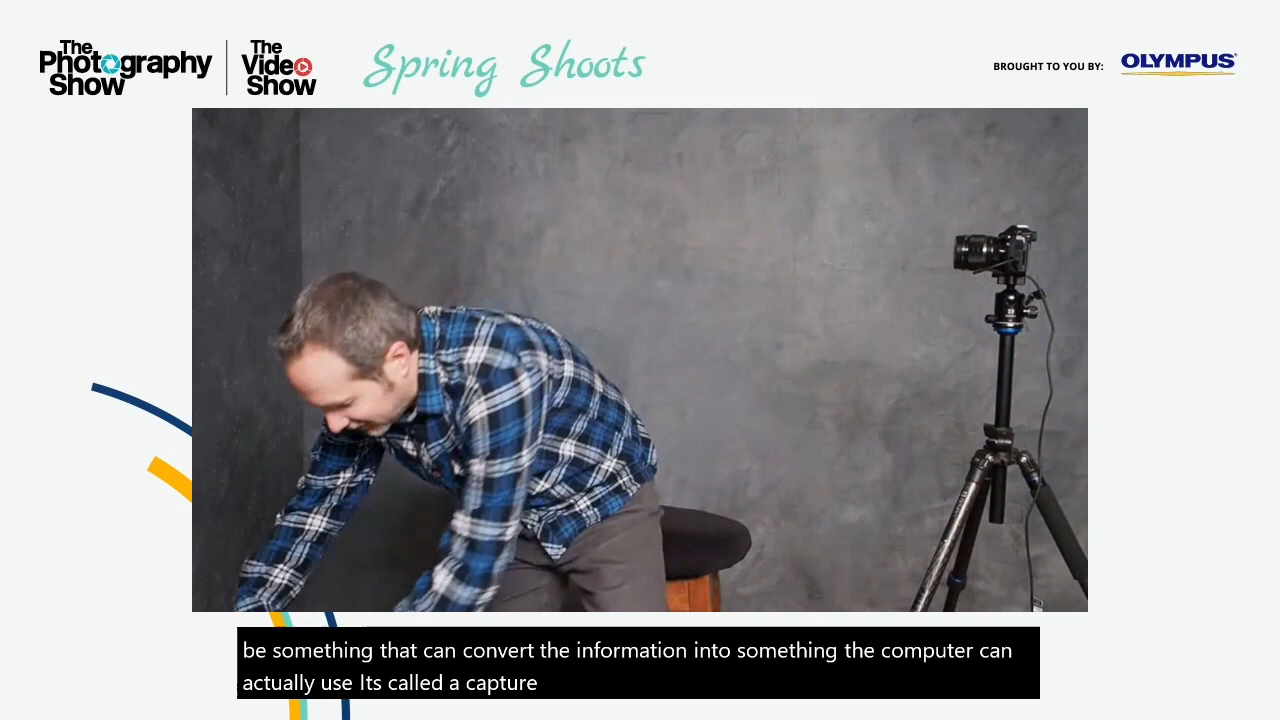 The
Photography
Show
The
Video
Show
Spring Shoots
BROUGHT TO YOU BY:
OLYMPUS
be something that can convert the information into something the computer can
actually use Its called a capture